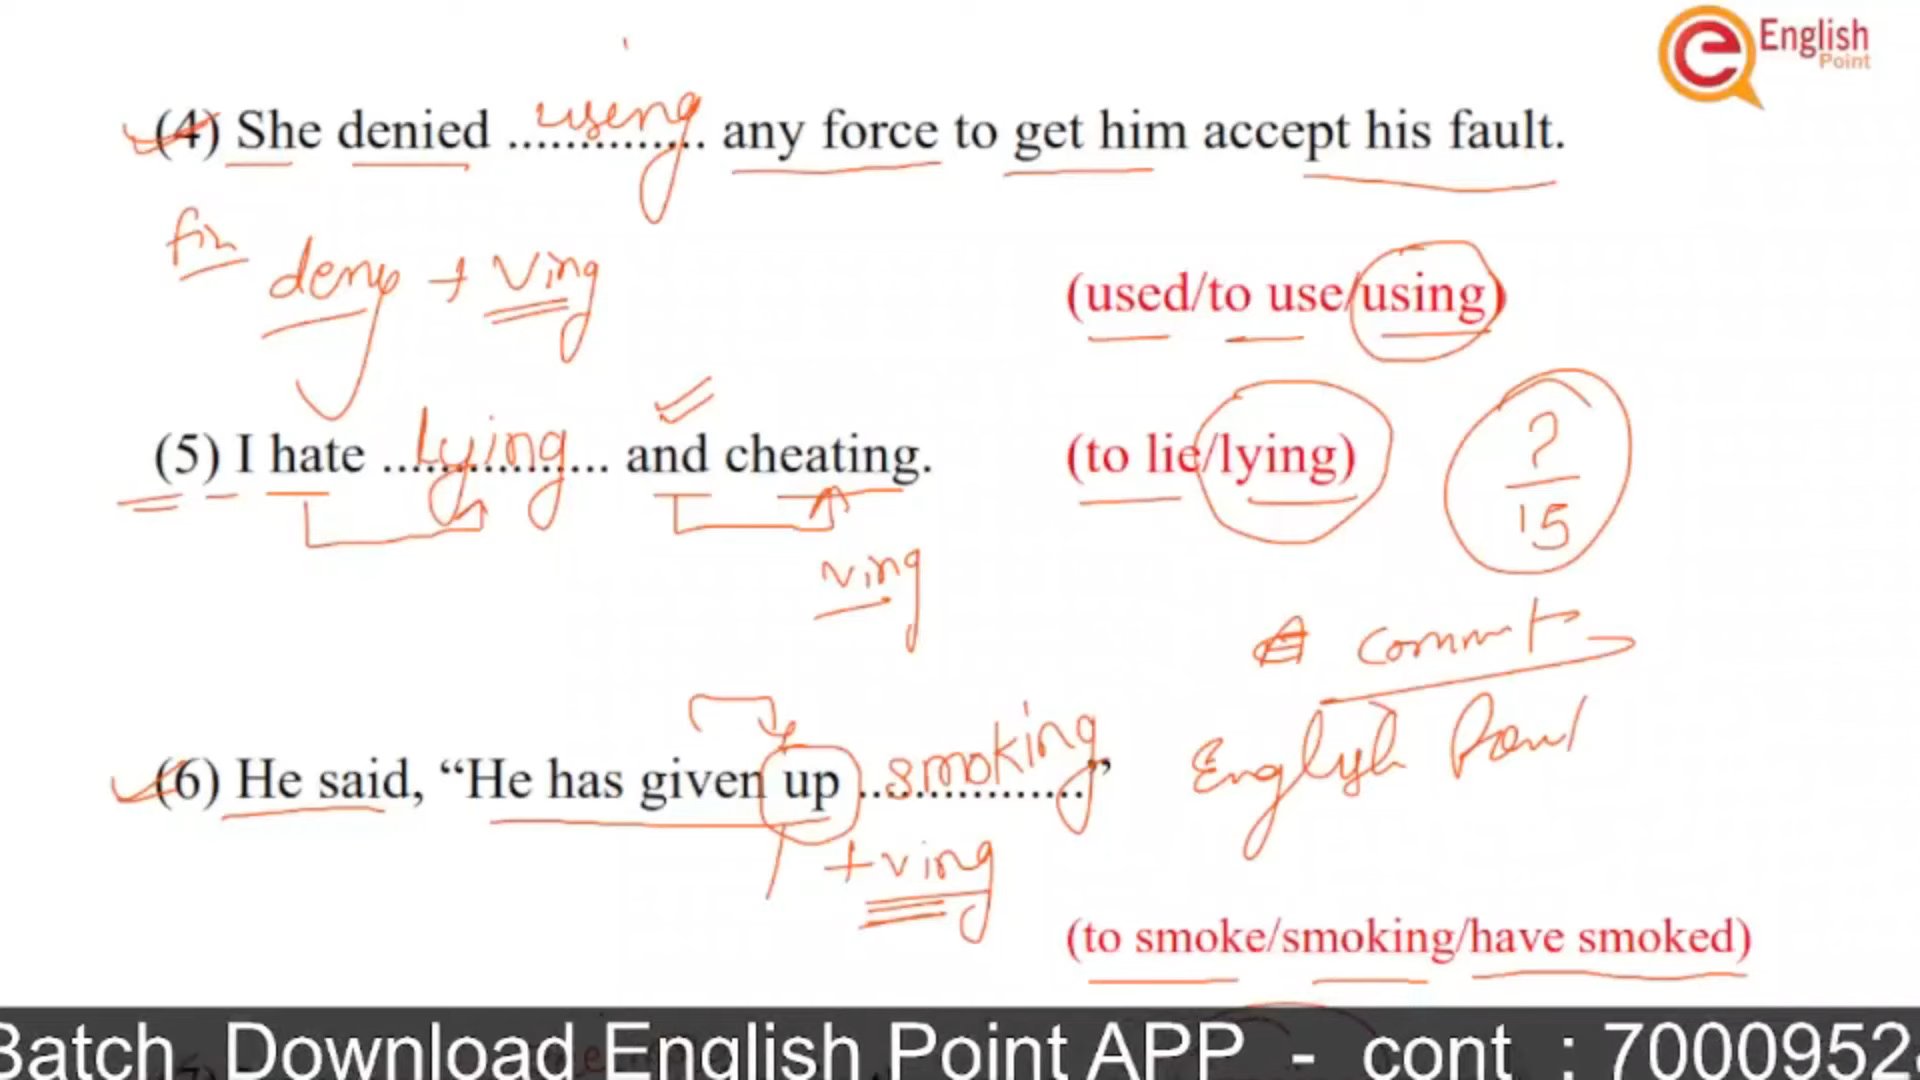 English
Point
(4) She denied .....using......... any force to get him accept his fault.
fix
deny + Ving
(used/to use/using)
(5) I hate ....lying............ and cheating.
(to lie/lying)
?
15
ving
comment
English Point
(6) He said, “He has given up ..smoking.............”
+ving
(to smoke/smoking/have smoked)
Batch Download English Point APP - cont : 7000952